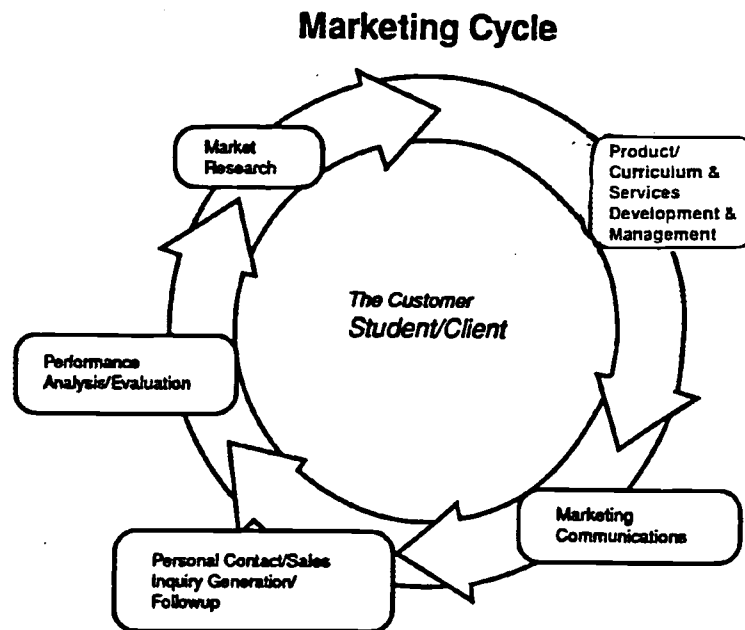 Marketing Cycle
Market
Research
Product/
Curriculum &
Services
Development &
Management
The Customer
Student/Client
Performance
Analysis/Evaluation
Marketing
Communications
Personal Contact/Sales
Inquiry Generation/
Followup